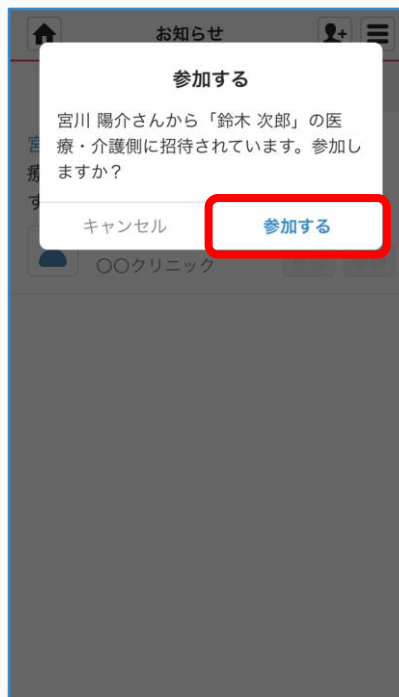 お知らせ
参加する
宮川 陽介さんから「鈴木 次郎」の医
療・介護側に招待されています。参加し
ますか？
キャンセル
参加する
宮
療
す
〇〇クリニック